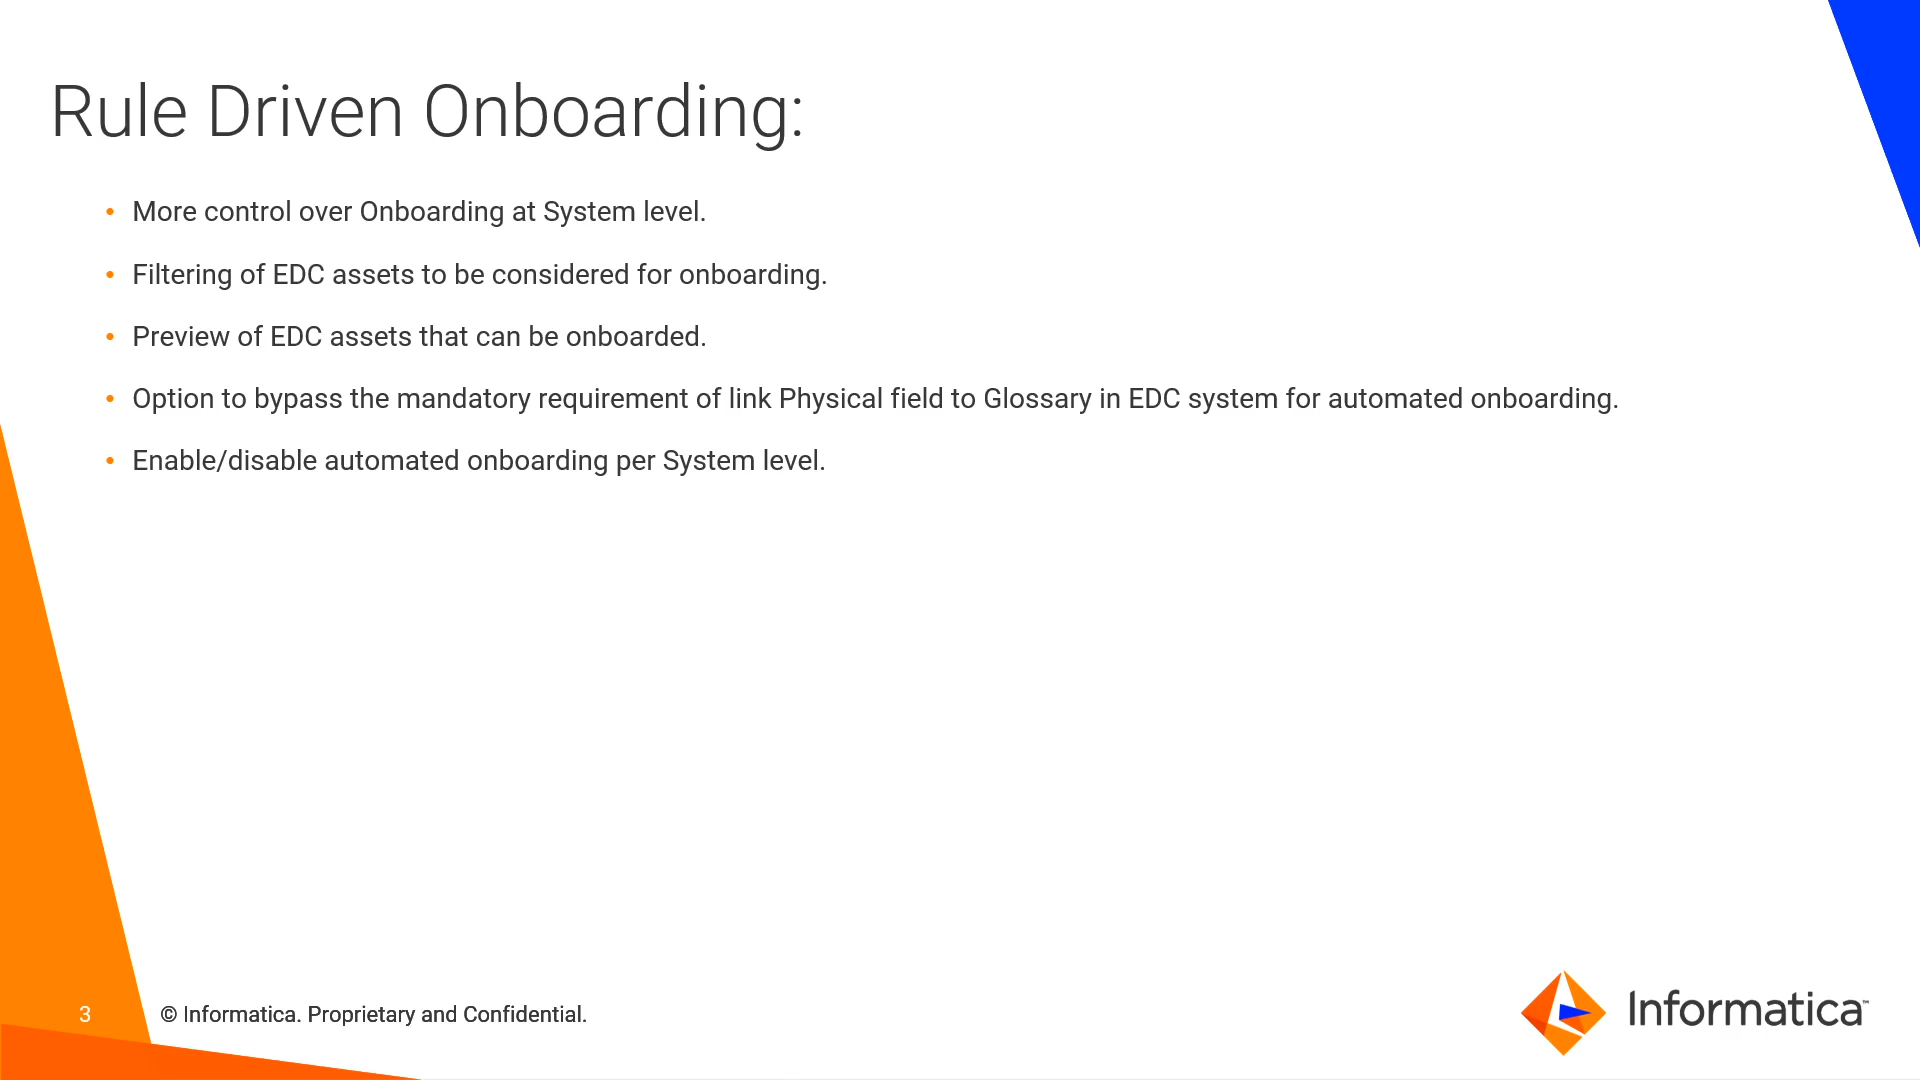 Rule Driven Onboarding:
• More control over Onboarding at System level.
• Filtering of EDC assets to be considered for onboarding.
• Preview of EDC assets that can be onboarded.
• Option to bypass the mandatory requirement of link Physical field to Glossary in EDC system for automated onboarding.
• Enable/disable automated onboarding per System level.
3
© Informatica. Proprietary and Confidential.
Informatica™